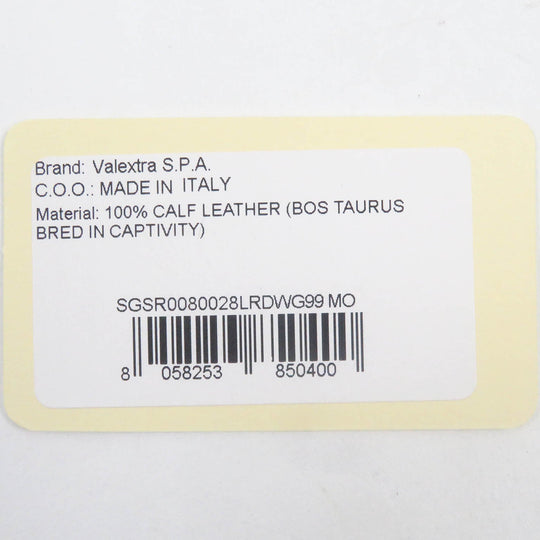 Brand: Valextra S.P.A.
C.O.O.: MADE IN ITALY
Material: 100% CALF LEATHER (BOS TAURUS
BRED IN CAPTIVITY)
SGSR0080028LRDWG99 MO
8 058253 850400